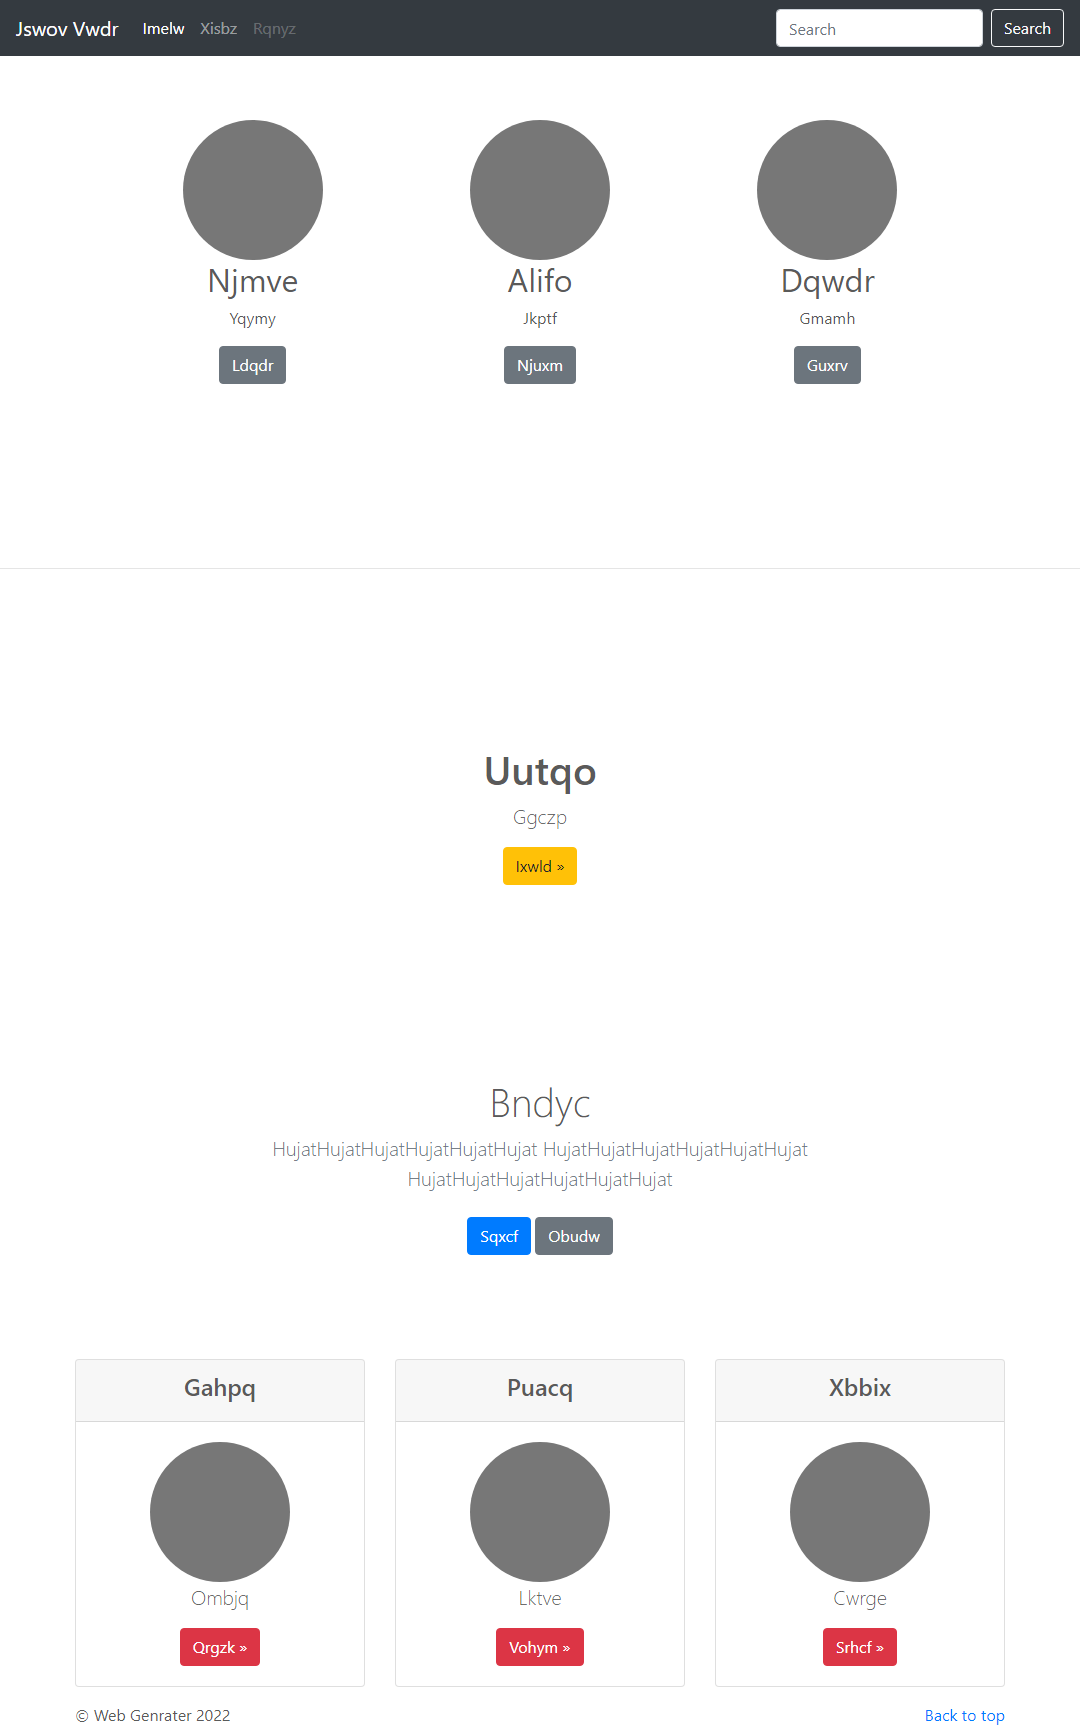 Jswov Vwdr Imelw Xisbz Rqnyz Search Search
Njmve Alifo Dqwdr
Yqymy Jkptf Gmamh
Ldqdr Njuxm Guxrv
Uutqo
Ggczp
Ixwld »
Bndyc
HujatHujatHujatHujatHujatHujat HujatHujatHujatHujatHujatHujat
HujatHujatHujatHujatHujatHujat
Sqxcf Obudw
Gahpq Puacq Xbbix
Ombjq Lktve Cwrge
Qrgzk » Vohym » Srhcf »
© Web Genrater 2022 Back to top